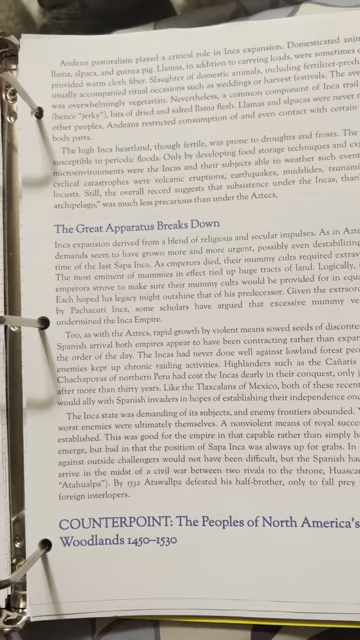 Andean pastoralism played a critical role in Inca expansion. Domesticated anim
llama, alpaca, and guinea pig. Llamas, in addition to carrying loads, were sometimes
provided warm cloth fiber. Slaughter of domestic animals, including fertilizer-produ
usually accompanied ritual occasions such as weddings or harvest festivals. The ave
was overwhelmingly vegetarian. Nevertheless, a common component of Inca trail
(hence "jerky"), bits of dried and salted llama flesh. Llamas and alpacas were never
other peoples, Andeans restricted consumption of and even contact with certain
body parts.
The high Inca heartland, though fertile, was prone to droughts and frosts. The
susceptible to periodic floods. Only by developing food storage techniques and exp
microenvironments were the Incas and their subjects able to weather such event
cyclical catastrophes were volcanic eruptions, earthquakes, mudslides, tsunami
locusts. Still, the overall record suggests that subsistence under the Incas, than
archipelago," was much less precarious than under the Aztecs.
The Great Apparatus Breaks Down
Inca expansion derived from a blend of religious and secular impulses. As in Azte
demands seem to have grown more and more urgent, possibly even destabilizing
time of the last Sapa Inca. As emperors died, their mummy cults required extrav
The most eminent of mummies in effect tied up huge tracts of land. Logically,
emperors strove to make sure their mummy cults would be provided for in equa
Each hoped his legacy might outshine that of his predecessor. Given the extraor
by Pachacuti Inca, some scholars have argued that excessive mummy ve
undermined the Inca Empire.
Too, as with the Aztecs, rapid growth by violent means sowed seeds of disconte
Spanish arrival both empires appear to have been contracting rather than expan
the order of the day. The Incas had never done well against lowland forest peo
enemies kept up chronic raiding activities. Highlanders such as the Cañaris
Chachapoyas of northern Peru had cost the Incas dearly in their conquest, only
after more than thirty years. Like the Tlaxcalans of Mexico, both of these recent
would ally with Spanish invaders in hopes of establishing their independence onc
The Inca state was demanding of its subjects, and enemy frontiers abounded.
worst enemies were ultimately themselves. A nonviolent means of royal succe
established. This was good for the empire in that capable rather than simply h
emerge, but bad in that the position of Sapa Inca was always up for grabs. In
against outside challengers would not have been difficult, but the Spanish had
arrive in the midst of a civil war between two rivals to the throne, Huascar
"Atahualpa"). By 1532 Atawallpa defeated his half-brother, only to fall prey
foreign interlopers.
COUNTERPOINT: The Peoples of North America's
Woodlands 1450–1530